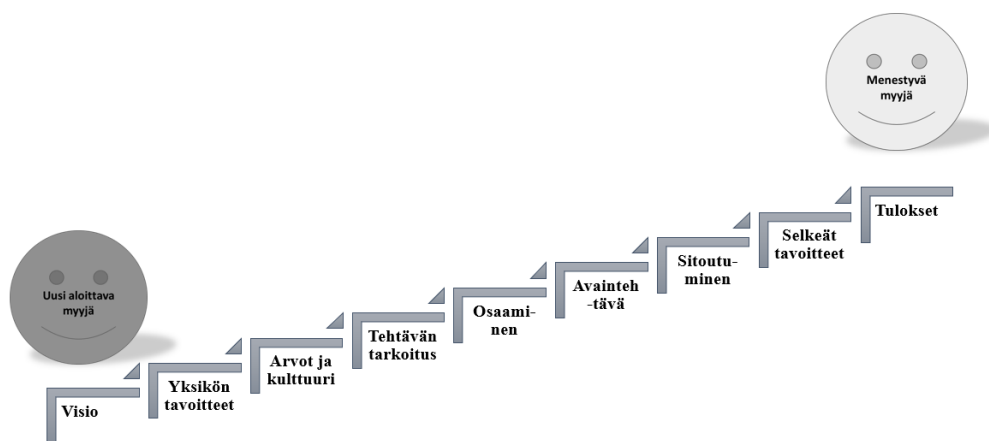 Menestyvä
myyjä
Uusi aloittava
myyjä
Visio
Yksikön
tavoitteet
Arvot ja
kulttuuri
Tehtävän
tarkoitus
Osaami-
nen
Avainteh
-tävä
Sitoutu-
minen
Selkeät
tavoitteet
Tulokset